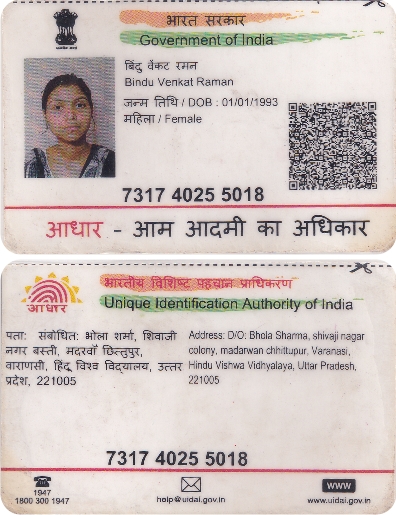 भारत सरकार
Government of India
बिंदु वेंकट रमन
Bindu Venkat Raman
जन्म तिथि / DOB : 01/01/1993
महिला / Female
7317 4025 5018
आधार - आम आदमी का अधिकार
भारतीय विशिष्ट पहचान प्राधिकरण
Unique Identification Authority of India
आधार
पता: संबोधित: भोला शर्मा, शिवाजी
नगर बस्ती, मदरवाँ छित्तुपुर,
वाराणसी, हिंदू विश्व विद्यालय, उत्तर
प्रदेश, 221005
Address: D/O: Bhola Sharma, shivaji nagar
colony, madarwan chhittupur, Varanasi,
Hindu Vishwa Vidhyalaya, Uttar Pradesh,
221005
7317 4025 5018
1947
1800 300 1947
help@uidai.gov.in
WWW
www.uidai.gov.in